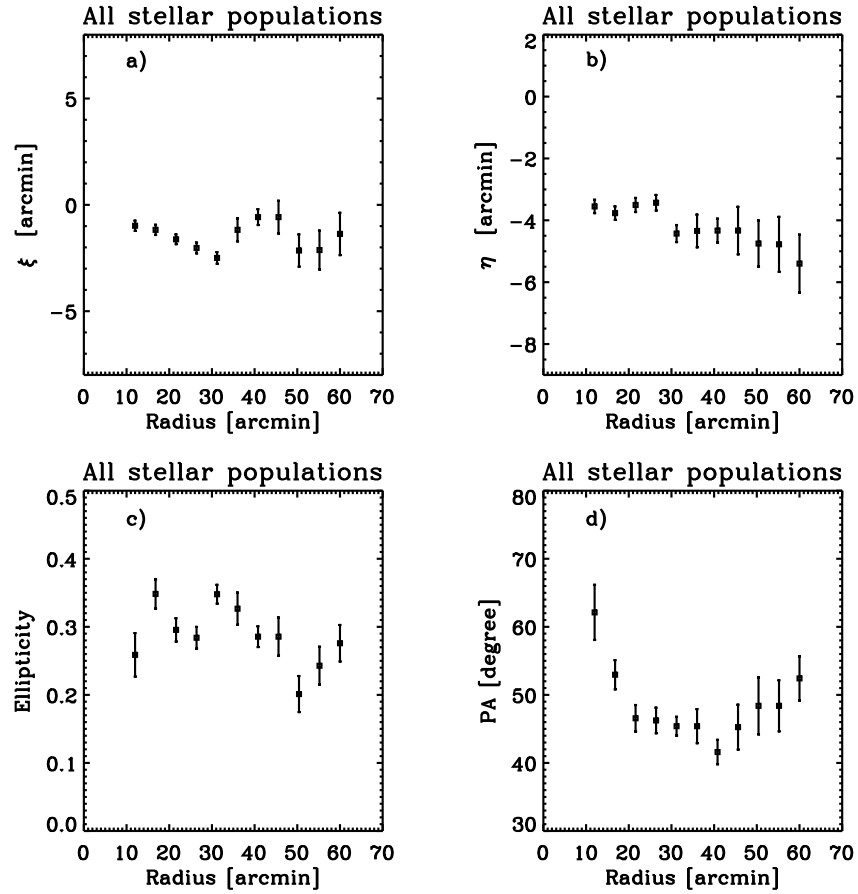 All stellar populations
a)
5
0
−5
ξ [arcmin]
0 10 20 30 40 50 60 70
Radius [arcmin]
All stellar populations
b)
2
0
−2
−4
−6
−8
η [arcmin]
0 10 20 30 40 50 60 70
Radius [arcmin]
All stellar populations
c)
0.5
0.4
0.3
0.2
0.1
0.0
Ellipticity
0 10 20 30 40 50 60 70
Radius [arcmin]
All stellar populations
d)
80
70
60
50
40
30
PA [degree]
0 10 20 30 40 50 60 70
Radius [arcmin]